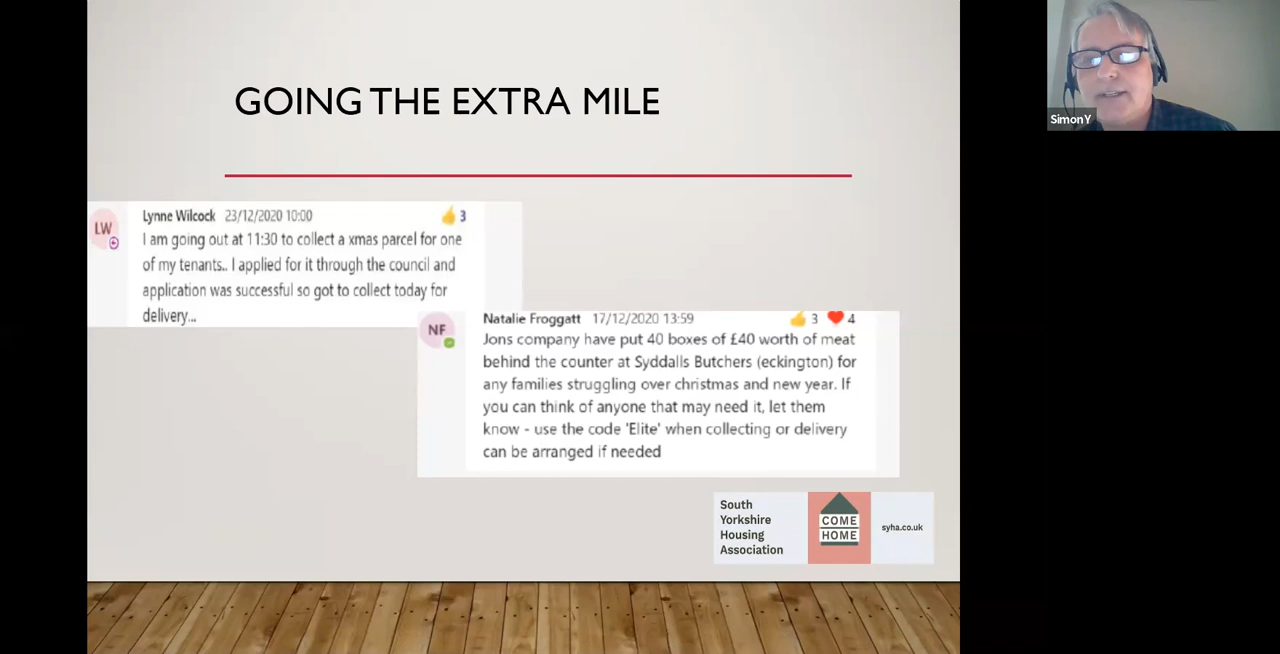 GOING THE EXTRA MILE
LW
Lynne Wilcock 23/12/2020 10:00
3
I am going out at 11:30 to collect a xmas parcel for one
of my tenants.. I applied for it through the council and
application was successful so got to collect today for
delivery...
NF
Natalie Froggatt 17/12/2020 13:59
3 4
Jons company have put 40 boxes of £40 worth of meat
behind the counter at Syddalls Butchers (eckington) for
any families struggling over christmas and new year. If
you can think of anyone that may need it, let them
know - use the code 'Elite' when collecting or delivery
can be arranged if needed
South
Yorkshire
Housing
Association
COME
HOME
syha.co.uk
SimonY